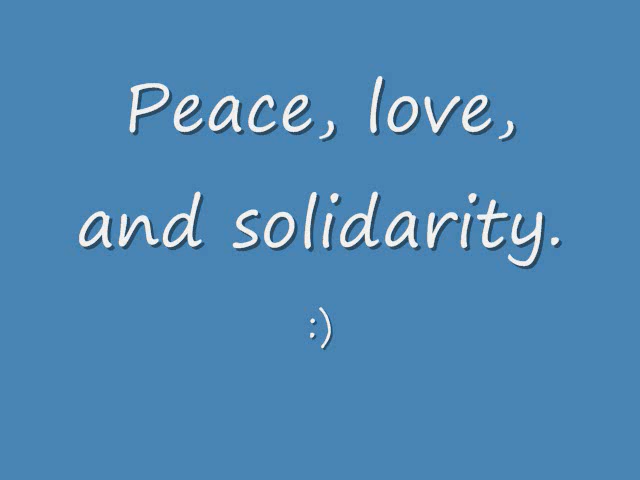 Peace, love,
and solidarity.
:)